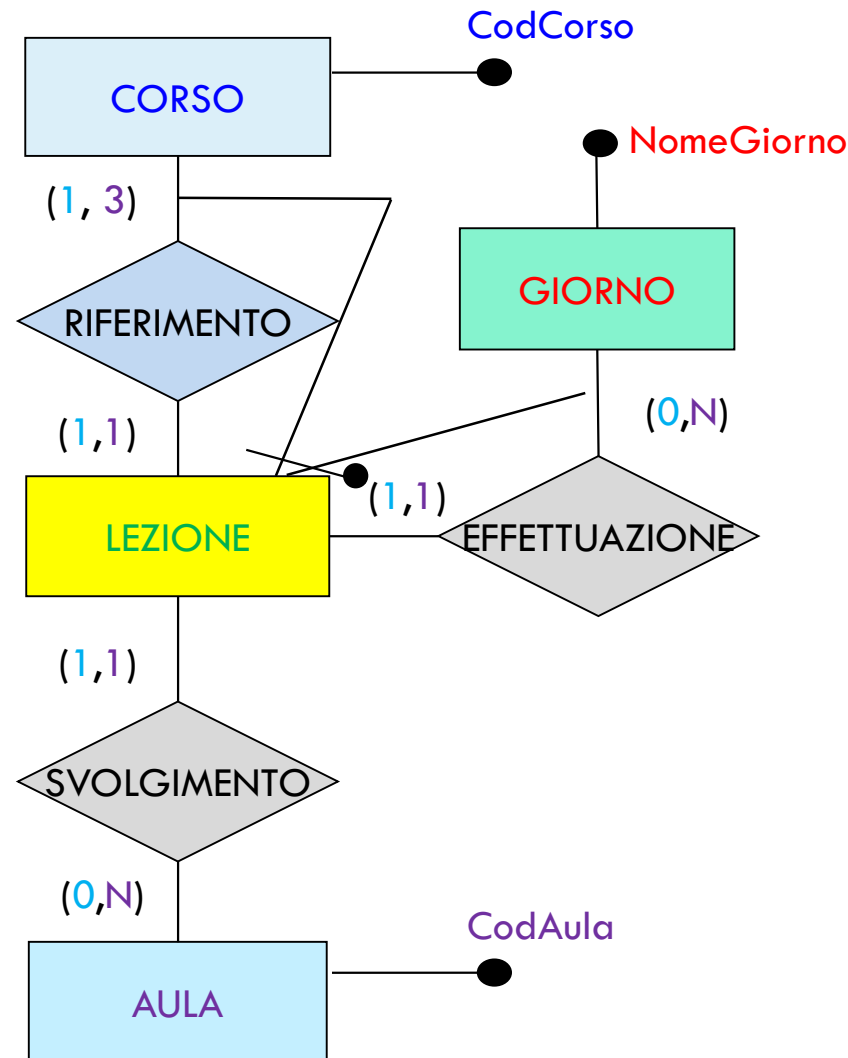 CodCorso
CORSO
NomeGiorno
(1, 3)
GIORNO
RIFERIMENTO
(0,N)
(1,1)
(1,1)
LEZIONE
EFFETTUAZIONE
(1,1)
SVOLGIMENTO
(0,N)
CodAula
AULA